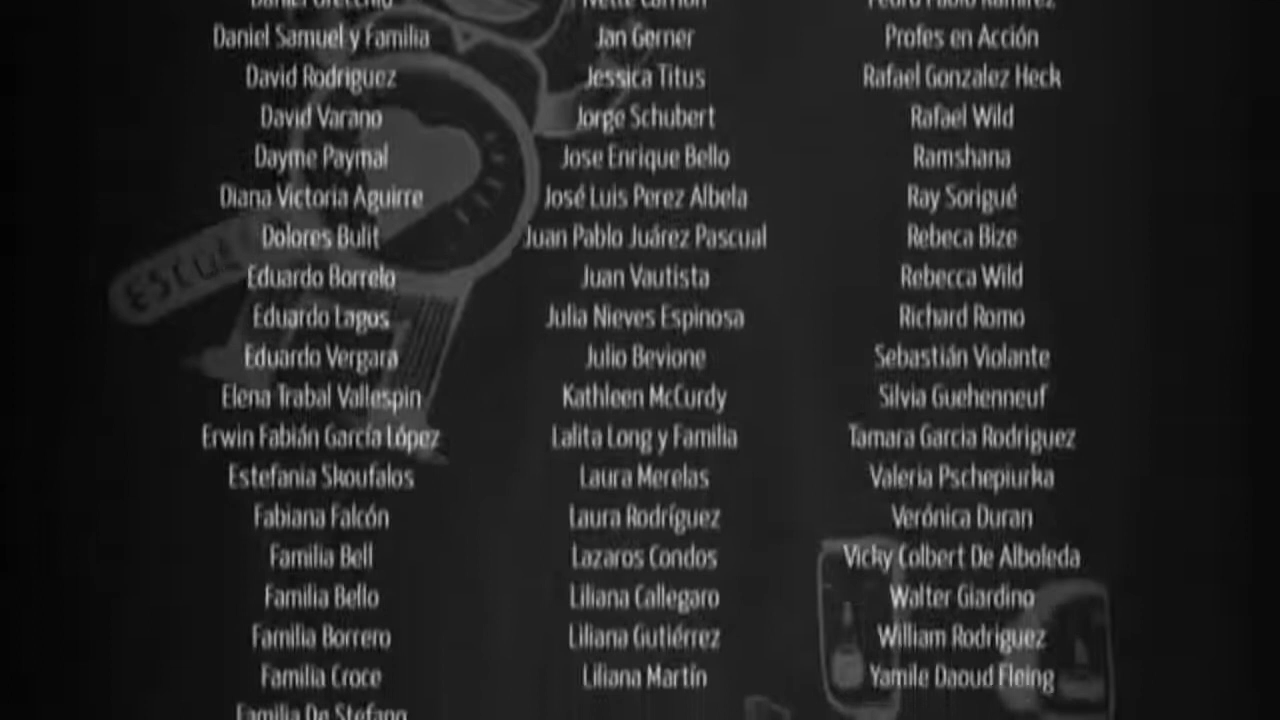 Daniel Samuel y Familia
David Rodriguez
David Varano
Dayme Paymal
Diana Victoria Aguirre
Dolores Bulit
Eduardo Borrelo
Eduardo Lagos
Eduardo Vergara
Elena Trabal Vallespin
Erwin Fabián García López
Estefania Skoufalos
Fabiana Falcón
Familia Bell
Familia Bello
Familia Borrero
Familia Croce
Familia De Stefano
Jan Gerner
Jessica Titus
Jorge Schubert
Jose Enrique Bello
José Luis Perez Albela
Juan Pablo Juárez Pascual
Juan Vautista
Julia Nieves Espinosa
Julio Bevione
Kathleen McCurdy
Lalita Long y Familia
Laura Merelas
Laura Rodríguez
Lazaros Condos
Liliana Callegaro
Liliana Gutiérrez
Liliana Martín
Profes en Acción
Rafael Gonzalez Heck
Rafael Wild
Ramshana
Ray Sorigué
Rebeca Bize
Rebecca Wild
Richard Romo
Sebastián Violante
Silvia Guehenneuf
Tamara Garcia Rodriguez
Valeria Pschepiurka
Verónica Duran
Vicky Colbert De Alboleda
Walter Giardino
William Rodriguez
Yamile Daoud Fleing